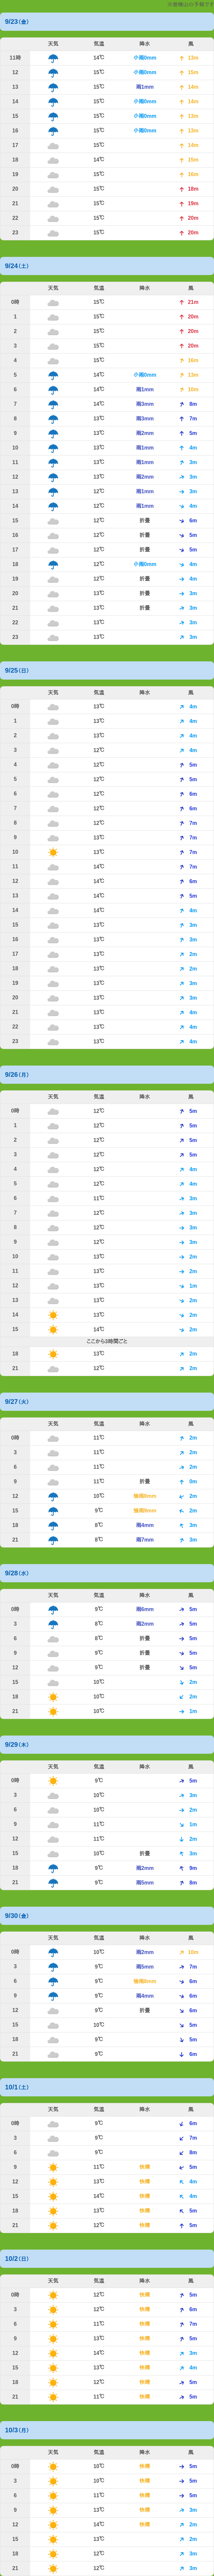 ※磐梯山の予報です
9/23(金)
天気 気温 降水 風
11時 14℃ 小雨0mm 13m
12 15℃ 小雨0mm 15m
13 15℃ 雨1mm 14m
14 15℃ 小雨0mm 14m
15 15℃ 小雨0mm 13m
16 15℃ 小雨0mm 13m
17 15℃ 14m
18 14℃ 15m
19 15℃ 16m
20 15℃ 18m
21 15℃ 19m
22 15℃ 20m
23 15℃ 20m
9/24(土)
天気 気温 降水 風
0時 15℃ 21m
1 15℃ 20m
2 15℃ 20m
3 15℃ 20m
4 15℃ 16m
5 14℃ 小雨0mm 13m
6 14℃ 雨1mm 10m
7 14℃ 雨3mm 8m
8 13℃ 雨3mm 7m
9 13℃ 雨2mm 5m
10 13℃ 雨1mm 4m
11 13℃ 雨1mm 3m
12 13℃ 雨2mm 3m
13 12℃ 雨1mm 3m
14 12℃ 雨1mm 4m
15 12℃ 折畳 6m
16 12℃ 折畳 5m
17 12℃ 折畳 5m
18 12℃ 小雨0mm 4m
19 12℃ 折畳 4m
20 13℃ 折畳 3m
21 13℃ 折畳 3m
22 13℃ 3m
23 13℃ 3m
9/25(日)
天気 気温 降水 風
0時 13℃ 4m
1 13℃ 4m
2 13℃ 4m
3 12℃ 4m
4 12℃ 5m
5 12℃ 5m
6 12℃ 6m
7 12℃ 6m
8 12℃ 7m
9 13℃ 7m
10 13℃ 7m
11 14℃ 7m
12 14℃ 6m
13 14℃ 5m
14 14℃ 4m
15 13℃ 3m
16 13℃ 3m
17 13℃ 2m
18 13℃ 2m
19 13℃ 3m
20 13℃ 3m
21 13℃ 4m
22 13℃ 4m
23 13℃ 4m
9/26(月)
天気 気温 降水 風
0時 12℃ 5m
1 12℃ 5m
2 12℃ 5m
3 12℃ 5m
4 12℃ 4m
5 12℃ 4m
6 11℃ 3m
7 12℃ 3m
8 12℃ 3m
9 12℃ 3m
10 13℃ 2m
11 13℃ 2m
12 13℃ 1m
13 13℃ 2m
14 13℃ 2m
15 14℃ 2m
ここから3時間ごと
18 13℃ 2m
21 12℃ 2m
9/27(火)
天気 気温 降水 風
0時 11℃ 2m
3 11℃ 2m
6 11℃ 2m
9 11℃ 折畳 0m
12 10℃ 強雨8mm 2m
15 9℃ 強雨9mm 2m
18 8℃ 雨4mm 3m
21 8℃ 雨7mm 3m
9/28(水)
天気 気温 降水 風
0時 9℃ 雨6mm 5m
3 8℃ 雨2mm 5m
6 8℃ 折畳 5m
9 9℃ 折畳 5m
12 9℃ 折畳 5m
15 10℃ 2m
18 10℃ 2m
21 10℃ 1m
9/29(木)
天気 気温 降水 風
0時 9℃ 5m
3 10℃ 3m
6 10℃ 2m
9 11℃ 1m
12 11℃ 2m
15 10℃ 折畳 3m
18 9℃ 雨2mm 9m
21 9℃ 雨5mm 8m
9/30(金)
天気 気温 降水 風
0時 10℃ 雨2mm 10m
3 9℃ 雨5mm 7m
6 9℃ 強雨8mm 6m
9 9℃ 雨4mm 6m
12 9℃ 折畳 6m
15 10℃ 5m
18 9℃ 5m
21 9℃ 6m
10/1(土)
天気 気温 降水 風
0時 9℃ 6m
3 9℃ 7m
6 9℃ 8m
9 11℃ 快晴 5m
12 13℃ 快晴 4m
15 14℃ 快晴 4m
18 13℃ 快晴 5m
21 12℃ 快晴 5m
10/2(日)
天気 気温 降水 風
0時 12℃ 快晴 5m
3 12℃ 快晴 6m
6 11℃ 快晴 7m
9 13℃ 快晴 5m
12 14℃ 快晴 3m
15 13℃ 快晴 4m
18 12℃ 快晴 5m
21 11℃ 快晴 5m
10/3(月)
天気 気温 降水 風
0時 10℃ 快晴 5m
3 10℃ 快晴 5m
6 11℃ 快晴 5m
9 13℃ 快晴 3m
12 14℃ 快晴 2m
15 13℃ 2m
18 12℃ 3m
21 12℃ 3m